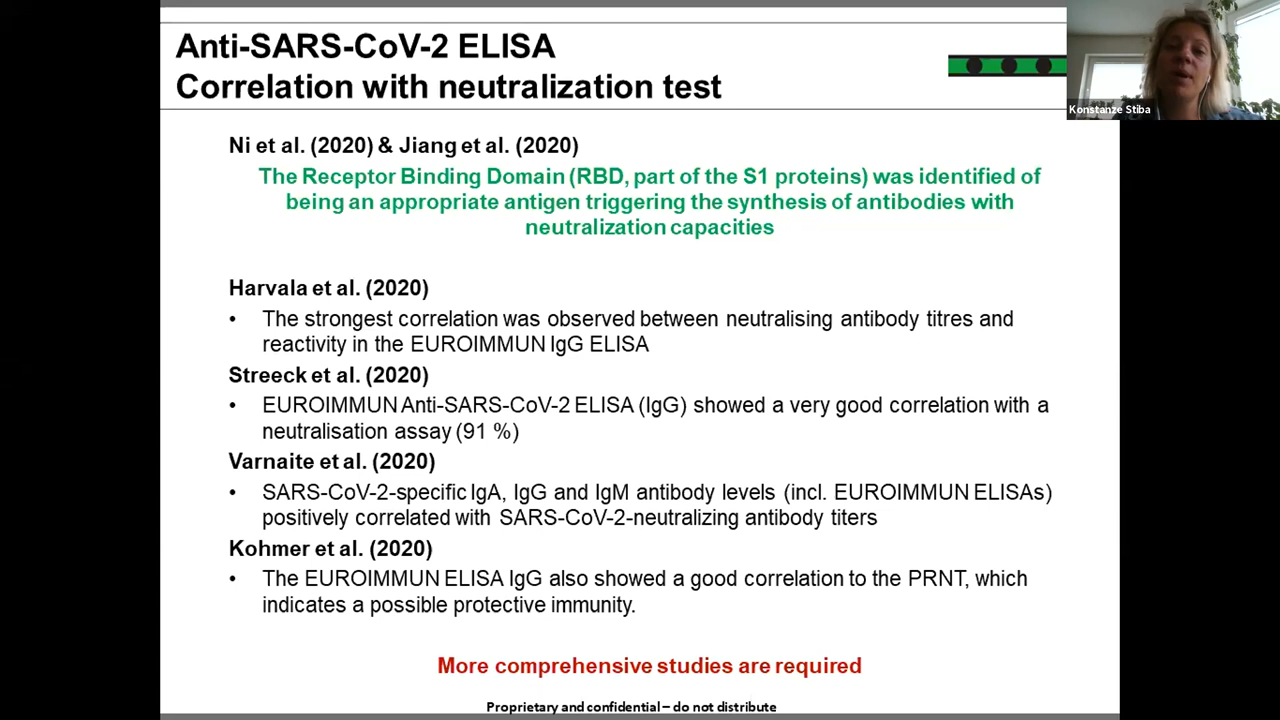 Anti-SARS-CoV-2 ELISA
Correlation with neutralization test
Konstanze Stiba
Ni et al. (2020) & Jiang et al. (2020)
The Receptor Binding Domain (RBD, part of the S1 proteins) was identified of
being an appropriate antigen triggering the synthesis of antibodies with
neutralization capacities
Harvala et al. (2020)
• The strongest correlation was observed between neutralising antibody titres and
reactivity in the EUROIMMUN IgG ELISA
Streeck et al. (2020)
• EUROIMMUN Anti-SARS-CoV-2 ELISA (IgG) showed a very good correlation with a
neutralisation assay (91 %)
Varnaite et al. (2020)
• SARS-CoV-2-specific IgA, IgG and IgM antibody levels (incl. EUROIMMUN ELISAs)
positively correlated with SARS-CoV-2-neutralizing antibody titers
Kohmer et al. (2020)
• The EUROIMMUN ELISA IgG also showed a good correlation to the PRNT, which
indicates a possible protective immunity.
More comprehensive studies are required
Proprietary and confidential – do not distribute